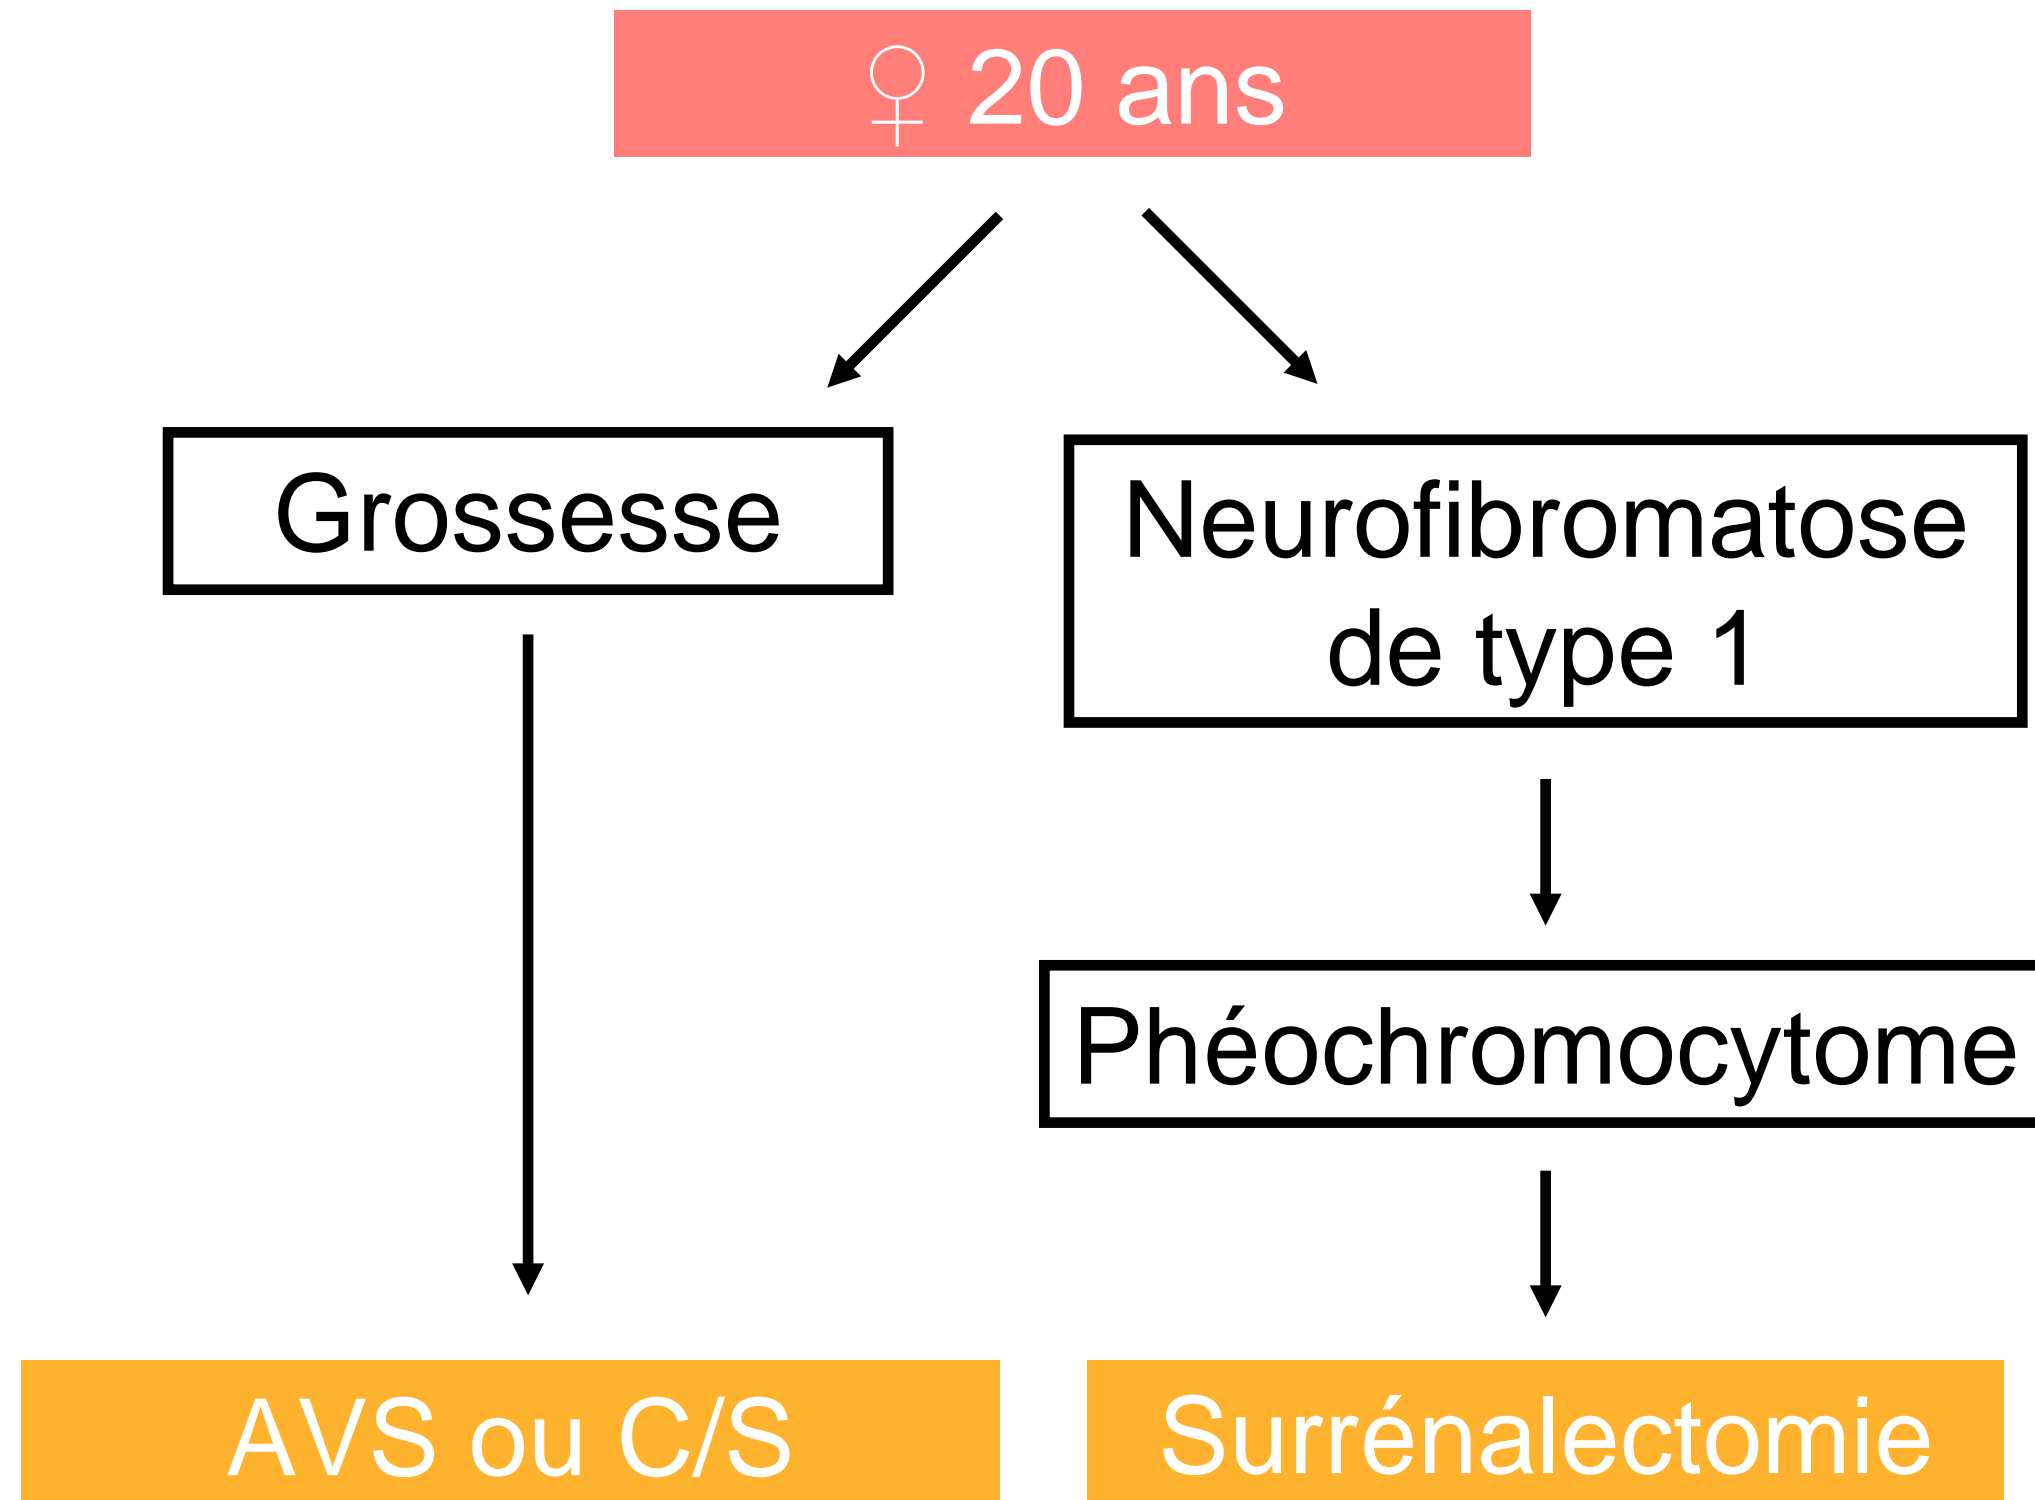 ♀ 20 ans
Grossesse
Neurofibromatose
de type 1
Phéochromocytome
AVS ou C/S
Surrénalectomie